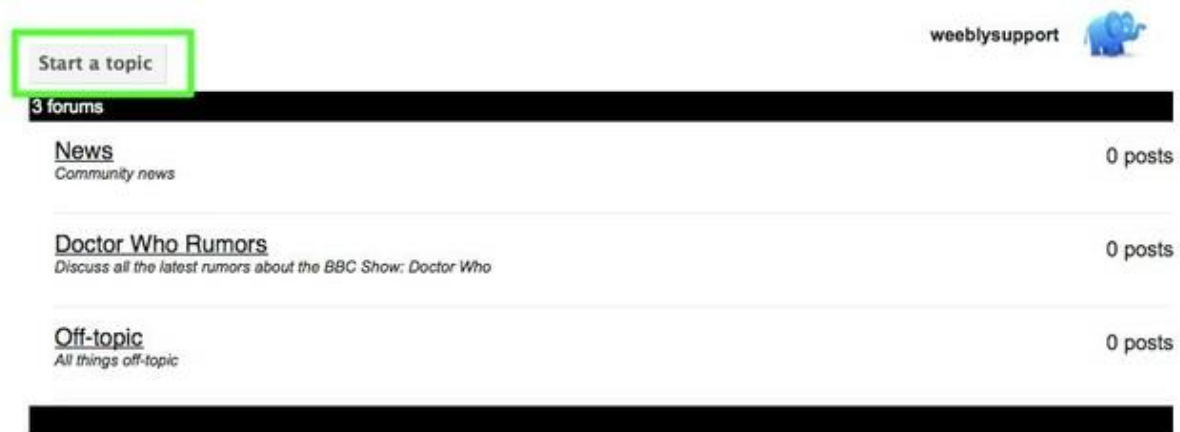 weeblysupport
Start a topic
3 forums
News
0 posts
Community news
Doctor Who Rumors
0 posts
Discuss all the latest rumors about the BBC Show: Doctor Who
Off-topic
0 posts
All things off-topic